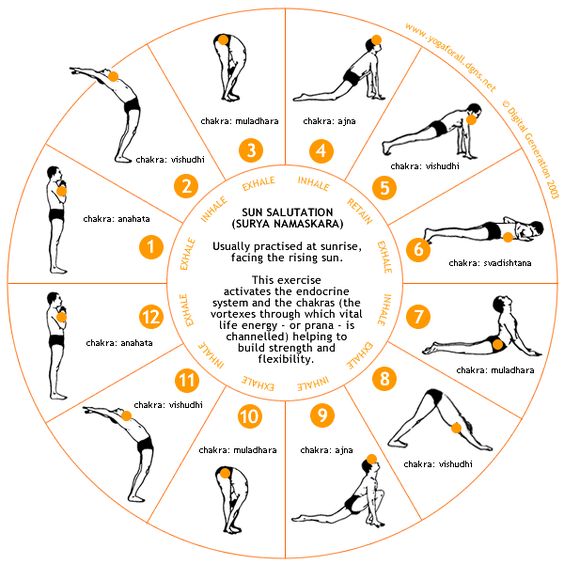 www.yogaforall.dgns.net
© Digital Generation 2003
SUN SALUTATION
(SURYA NAMASKARA)
Usually practised at sunrise,
facing the rising sun.
This exercise
activates the endocrine
system and the chakras (the
vortexes through which vital
life energy - or prana - is
channelled) helping to
build strength and
flexibility.
1
chakra: anahata
EXHALE
2
chakra: vishudhi
INHALE
3
chakra: muladhara
EXHALE
4
chakra: ajna
INHALE
5
chakra: vishudhi
RETAIN
6
chakra: svadishtana
EXHALE
7
chakra: muladhara
INHALE
8
chakra: vishudhi
EXHALE
9
chakra: ajna
INHALE
10
chakra: muladhara
EXHALE
11
chakra: vishudhi
INHALE
12
chakra: anahata
EXHALE